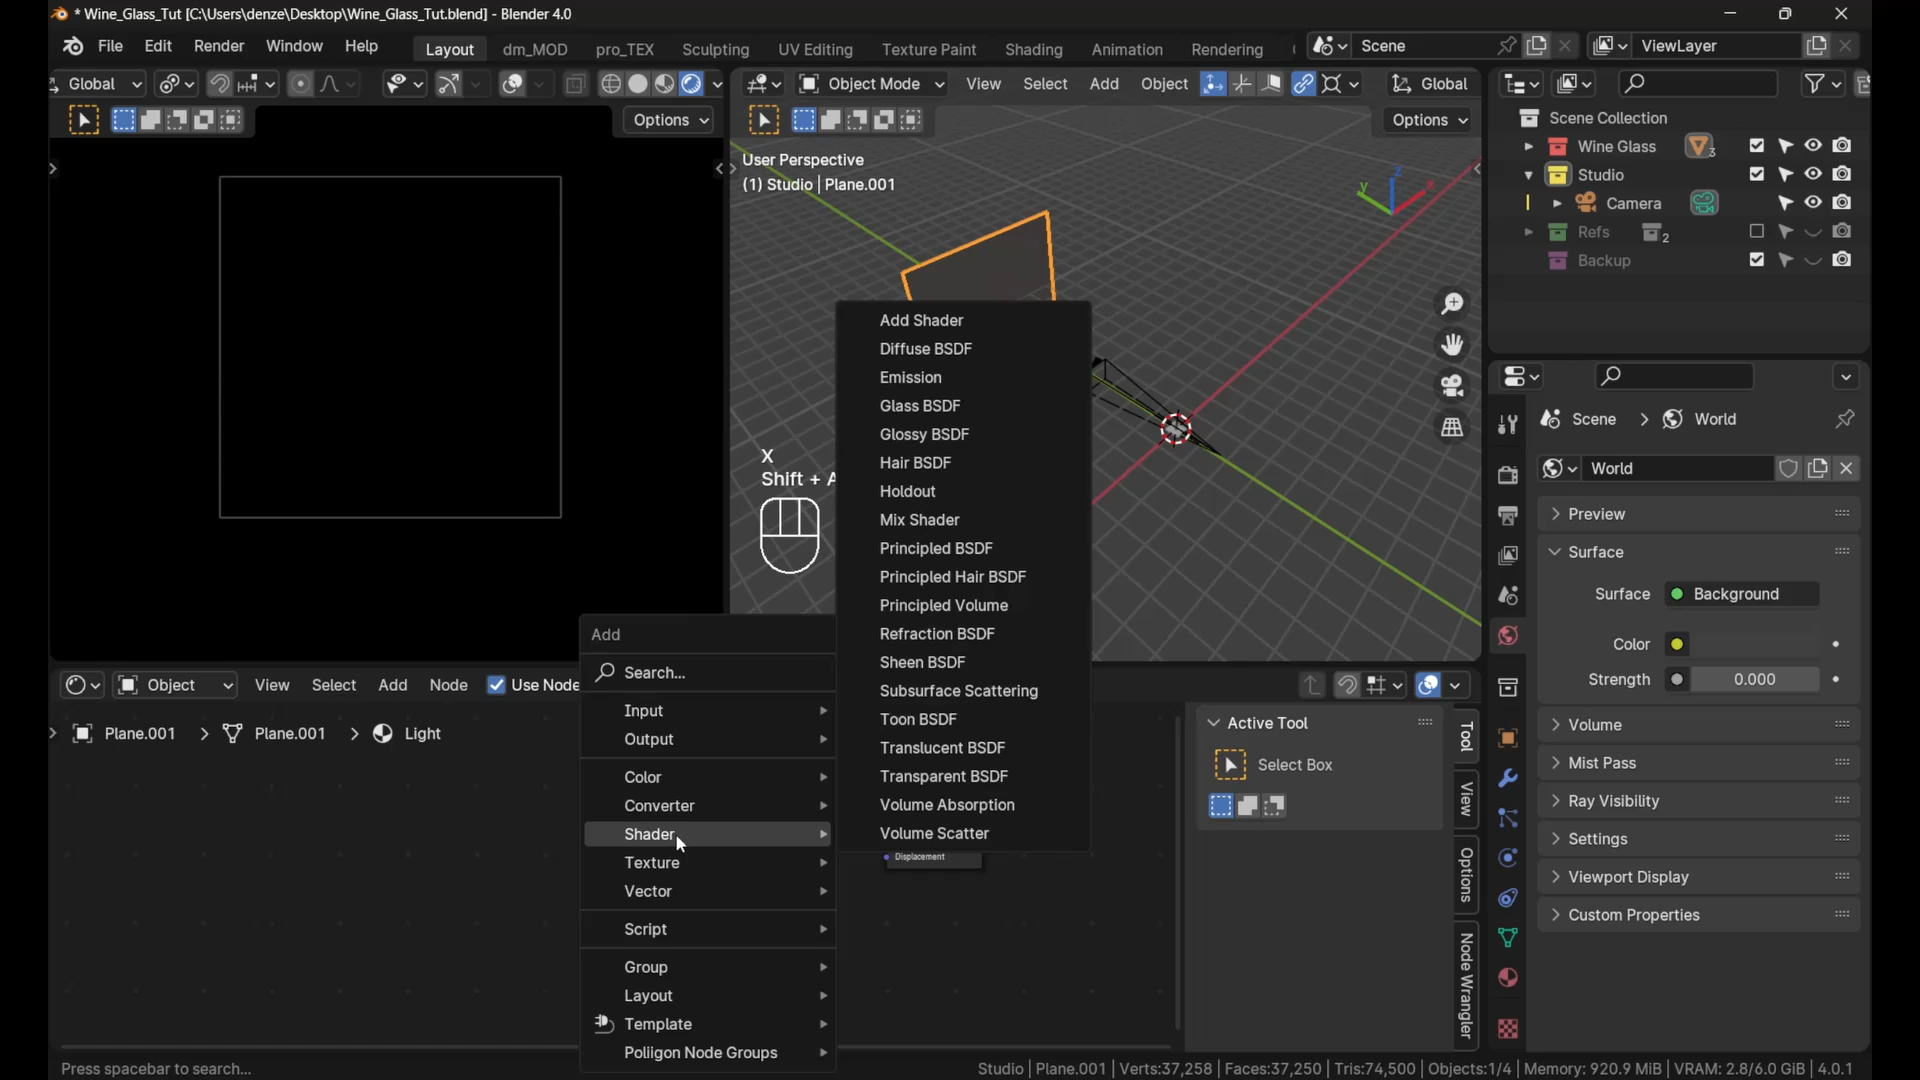 * Wine_Glass_Tut [C:\Users\denze\Desktop\Wine_Glass_Tut.blend] - Blender 4.0
File Edit Render Window Help
Layout dm_MOD pro_TEX Sculpting UV Editing Texture Paint Shading Animation Rendering
Scene
ViewLayer
Global
Object Mode View Select Add Object
Global
Options
Options
User Perspective
(1) Studio | Plane.001
X
Shift + A
Scene Collection
Wine Glass
3
Studio
Camera
Refs
2
Backup
Add Shader
Diffuse BSDF
Emission
Glass BSDF
Glossy BSDF
Hair BSDF
Holdout
Mix Shader
Principled BSDF
Principled Hair BSDF
Principled Volume
Refraction BSDF
Sheen BSDF
Subsurface Scattering
Toon BSDF
Translucent BSDF
Transparent BSDF
Volume Absorption
Volume Scatter
Displacement
Add
Search...
Input
Output
Color
Converter
Shader
Texture
Vector
Script
Group
Layout
Template
Poliigon Node Groups
Object View Select Add Node Use Node
Plane.001 > Plane.001 > Light
Active Tool
Select Box
Tool
View
Options
Node Wrangler
Scene > World
World
Preview
Surface
Surface Background
Color
Strength 0.000
Volume
Mist Pass
Ray Visibility
Settings
Viewport Display
Custom Properties
Press spacebar to search...
Studio | Plane.001 | Verts:37,258 | Faces:37,250 | Tris:74,500 | Objects:1/4 | Memory: 920.9 MiB | VRAM: 2.8/6.0 GiB | 4.0.1